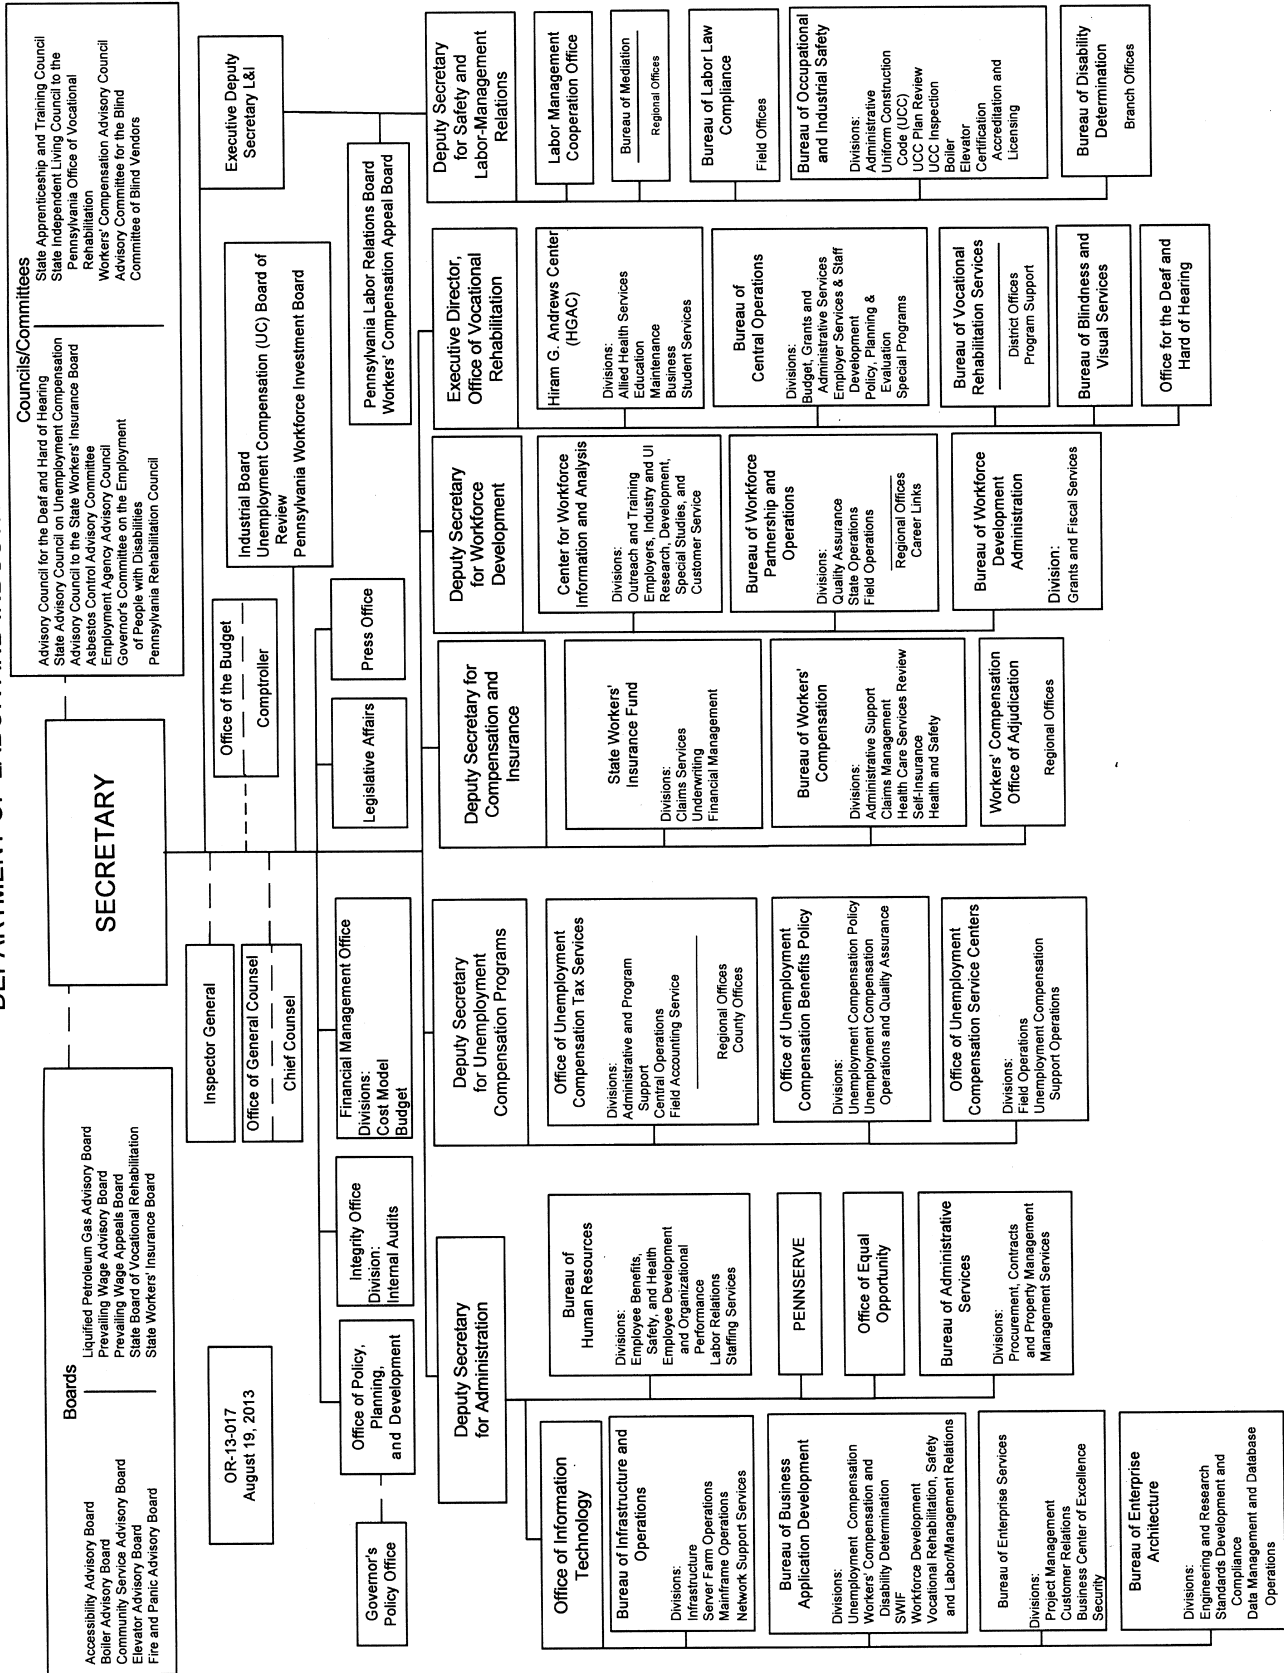 DEPARTMENT OF LABOR AND INDUSTRY
SECRETARY
Boards
Accessibility Advisory Board
Boiler Advisory Board
Community Service Advisory Board
Elevator Advisory Board
Fire and Panic Advisory Board
Liquified Petroleum Gas Advisory Board
Prevailing Wage Advisory Board
Prevailing Wage Appeals Board
State Board of Vocational Rehabilitation
State Workers' Insurance Board
Councils/Committees
Advisory Council for the Deaf and Hard of Hearing
State Advisory Council on Unemployment Compensation
Advisory Council to the State Workers' Insurance Board
Asbestos Control Advisory Committee
Employment Agency Advisory Council
Governor's Committee on the Employment
of People with Disabilities
Pennsylvania Rehabilitation Council
State Apprenticeship and Training Council
State Independent Living Council to the
Pennsylvania Office of Vocational
Rehabilitation
Workers' Compensation Advisory Council
Advisory Committee for the Blind
Committee of Blind Vendors
OR-13-017
August 19, 2013
Inspector General
Office of General Counsel
Chief Counsel
Office of the Budget
Comptroller
Executive Deputy
Secretary L&I
Industrial Board
Unemployment Compensation (UC) Board of
Review
Pennsylvania Workforce Investment Board
Governor's
Policy Office
Office of Policy,
Planning,
and Development
Integrity Office
Division:
Internal Audits
Financial Management Office
Divisions:
Cost Model
Budget
Legislative Affairs
Press Office
Pennsylvania Labor Relations Board
Workers' Compensation Appeal Board
Deputy Secretary
for Administration
Office of Information
Technology
Bureau of Infrastructure and
Operations
Divisions:
Infrastructure
Server Farm Operations
Mainframe Operations
Network Support Services
Bureau of Business
Application Development
Divisions:
Unemployment Compensation
Workers' Compensation and
Disability Determination
SWIF
Workforce Development
Vocational Rehabilitation, Safety
and Labor/Management Relations
Bureau of Enterprise Services
Divisions:
Project Management
Customer Relations
Business Center of Excellence
Security
Bureau of Enterprise
Architecture
Divisions:
Engineering and Research
Standards Development and
Compliance
Data Management and Database
Operations
Bureau of
Human Resources
Divisions:
Employee Benefits,
Safety, and Health
Employee Development
and Organizational
Performance
Labor Relations
Staffing Services
PENNSERVE
Office of Equal
Opportunity
Bureau of Administrative
Services
Divisions:
Procurement, Contracts
and Property Management
Management Services
Deputy Secretary
for Unemployment
Compensation Programs
Office of Unemployment
Compensation Tax Services
Divisions:
Administrative and Program
Support
Central Operations
Field Accounting Service
Regional Offices
County Offices
Office of Unemployment
Compensation Benefits Policy
Divisions:
Unemployment Compensation Policy
Unemployment Compensation
Operations and Quality Assurance
Office of Unemployment
Compensation Service Centers
Divisions:
Field Operations
Unemployment Compensation
Support Operations
Deputy Secretary for
Compensation and
Insurance
State Workers'
Insurance Fund
Divisions:
Claims Services
Underwriting
Financial Management
Bureau of Workers'
Compensation
Divisions:
Administrative Support
Claims Management
Health Care Services Review
Self-Insurance
Health and Safety
Workers' Compensation
Office of Adjudication
Regional Offices
Deputy Secretary
for Workforce
Development
Center for Workforce
Information and Analysis
Divisions:
Outreach and Training
Employers, Industry and UI
Research, Development,
Special Studies, and
Customer Service
Bureau of Workforce
Partnership and
Operations
Divisions:
Quality Assurance
State Operations
Field Operations
Regional Offices
Career Links
Bureau of Workforce
Development
Administration
Division:
Grants and Fiscal Services
Executive Director,
Office of Vocational
Rehabilitation
Hiram G. Andrews Center
(HGAC)
Divisions:
Allied Health Services
Education
Maintenance
Business
Student Services
Bureau of
Central Operations
Divisions:
Budget, Grants and
Administrative Services
Employer Services & Staff
Development
Policy, Planning &
Evaluation
Special Programs
Bureau of Vocational
Rehabilitation Services
District Offices
Program Support
Bureau of Blindness and
Visual Services
Office for the Deaf and
Hard of Hearing
Deputy Secretary
for Safety and
Labor-Management
Relations
Labor Management
Cooperation Office
Bureau of Mediation
Regional Offices
Bureau of Labor Law
Compliance
Field Offices
Bureau of Occupational
and Industrial Safety
Divisions:
Administrative
Uniform Construction
Code (UCC)
UCC Plan Review
UCC Inspection
Boiler
Elevator
Certification
Accreditation and
Licensing
Bureau of Disability
Determination
Branch Offices